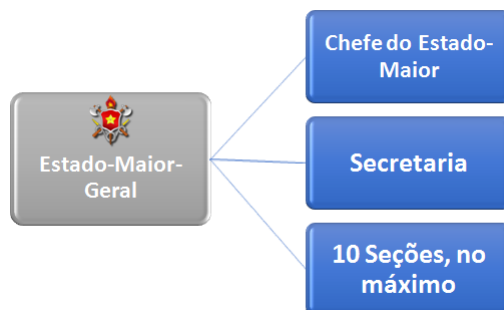 Estado-Maior-
Geral
Chefe do Estado-
Maior
Secretaria
10 Seções, no
máximo